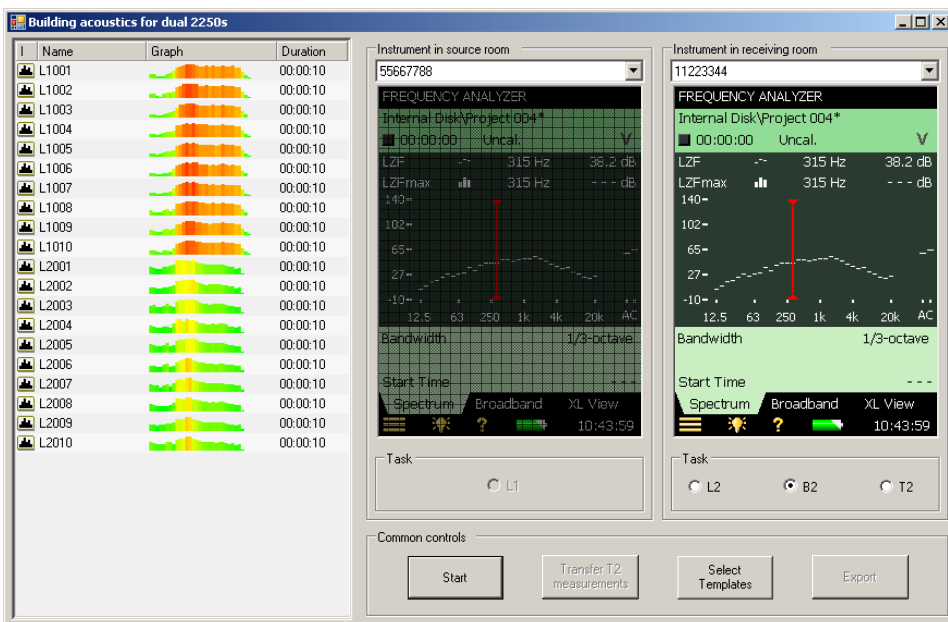 Building acoustics for dual 2250s
I Name Graph Duration
L1001 00:00:10
L1002 00:00:10
L1003 00:00:10
L1004 00:00:10
L1005 00:00:10
L1006 00:00:10
L1007 00:00:10
L1008 00:00:10
L1009 00:00:10
L1010 00:00:10
L2001 00:00:10
L2002 00:00:10
L2003 00:00:10
L2004 00:00:10
L2005 00:00:10
L2006 00:00:10
L2007 00:00:10
L2008 00:00:10
L2009 00:00:10
L2010 00:00:10
Instrument in source room
55667788
FREQUENCY ANALYZER
Internal Disk\Project 004*
00:00:00 Uncal. V
LZF 315 Hz 38.2 dB
LZFmax 315 Hz - - - dB
140
102
65
27
-10
12.5 63 250 1k 4k 20k AC
Bandwidth 1/3-octave
Start Time - - -
Spectrum Broadband XL View
? 10:43:59
Task
L1
Instrument in receiving room
11223344
FREQUENCY ANALYZER
Internal Disk\Project 004*
00:00:00 Uncal. V
LZF 315 Hz 38.2 dB
LZFmax 315 Hz - - - dB
140
102
65
27
-10
12.5 63 250 1k 4k 20k AC
Bandwidth 1/3-octave
Start Time - - -
Spectrum Broadband XL View
? 10:43:59
Task
L2 B2 T2
Common controls
Start
Transfer T2
measurements
Select
Templates
Export